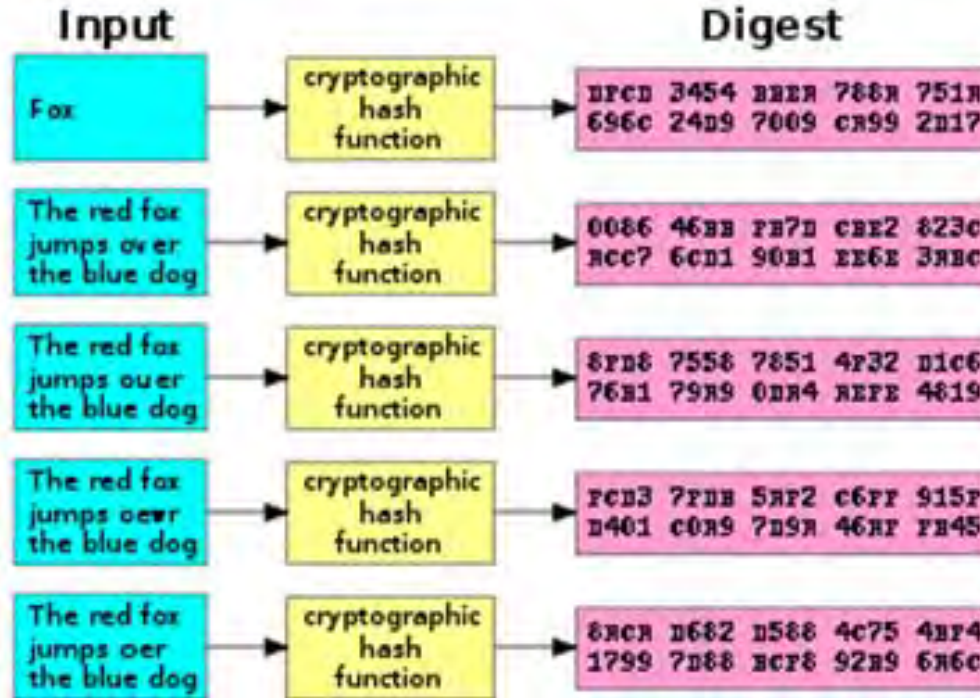 Input
Digest
Fox
cryptographic
hash
function
DFCD 3454 BBEA 788A 751A
696C 24D9 7009 CA99 2D17
The red fox
jumps over
the blue dog
cryptographic
hash
function
0086 46BB FB7D CBE2 823C
ACC7 6CD1 90B1 EE6E 3ABC
The red fox
jumps ouer
the blue dog
cryptographic
hash
function
8FD8 7558 7851 4F32 D1C6
76B1 79A9 0DA4 AEFE 4819
The red fox
jumps oevr
the blue dog
cryptographic
hash
function
FCD3 7FDB 5AF2 C6FF 915F
D401 C0A9 7D9A 46AF FB45
The red fox
jumps oer
the blue dog
cryptographic
hash
function
8ACA D682 D588 4C75 4BF4
1799 7D88 BCF8 92B9 6A6C